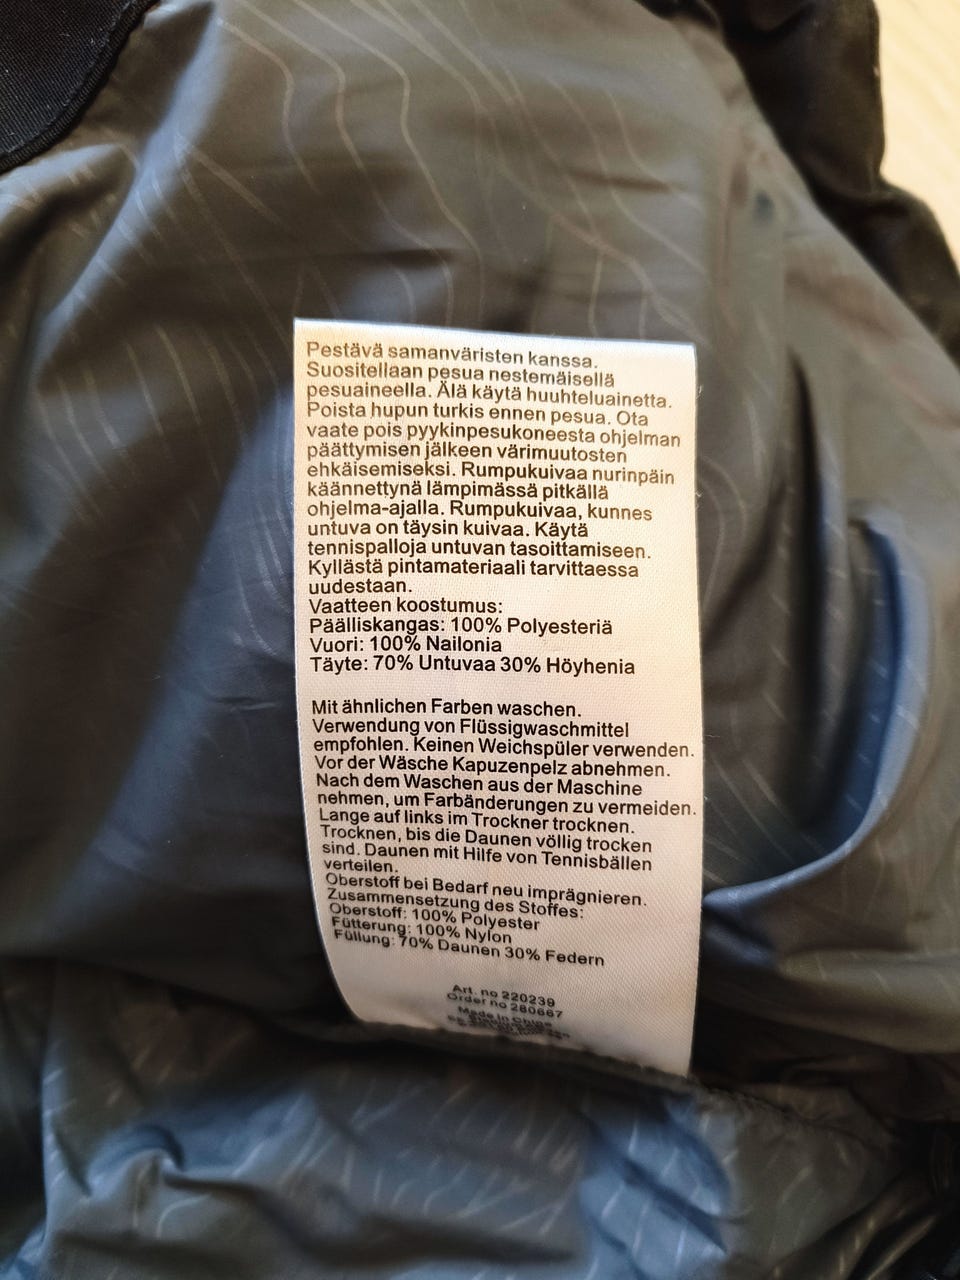 Pestävä samanväristen kanssa.
Suositellaan pesua nestemäisellä
pesuaineella. Älä käytä huuhteluainetta.
Poista hupun turkis ennen pesua. Ota
vaate pois pyykinpesukoneesta ohjelman
päättymisen jälkeen värimuutosten
ehkäisemiseksi. Rumpukuivaa nurinpäin
käännettynä lämpimässä pitkällä
ohjelma-ajalla. Rumpukuivaa, kunnes
untuva on täysin kuivaa. Käytä
tennispalloja untuvan tasoittamiseen.
Kyllästä pintamateriaali tarvittaessa
uudestaan.
Vaatteen koostumus:
Päälliskangas: 100% Polyesteriä
Vuori: 100% Nailonia
Täyte: 70% Untuvaa 30% Höyhenia
Mit ähnlichen Farben waschen.
Verwendung von Flüssigwaschmittel
empfohlen. Keinen Weichspüler verwenden.
Vor der Wäsche Kapuzenpelz abnehmen.
Nach dem Waschen aus der Maschine
nehmen, um Farbänderungen zu vermeiden.
Lange auf links im Trockner trocknen.
Trocknen, bis die Daunen völlig trocken
sind. Daunen mit Hilfe von Tennisbällen
verteilen.
Oberstoff bei Bedarf neu imprägnieren.
Zusammensetzung des Stoffes:
Oberstoff: 100% Polyester
Fütterung: 100% Nylon
Füllung: 70% Daunen 30% Federn
Art. no 220239
Order no 280667
Made in China